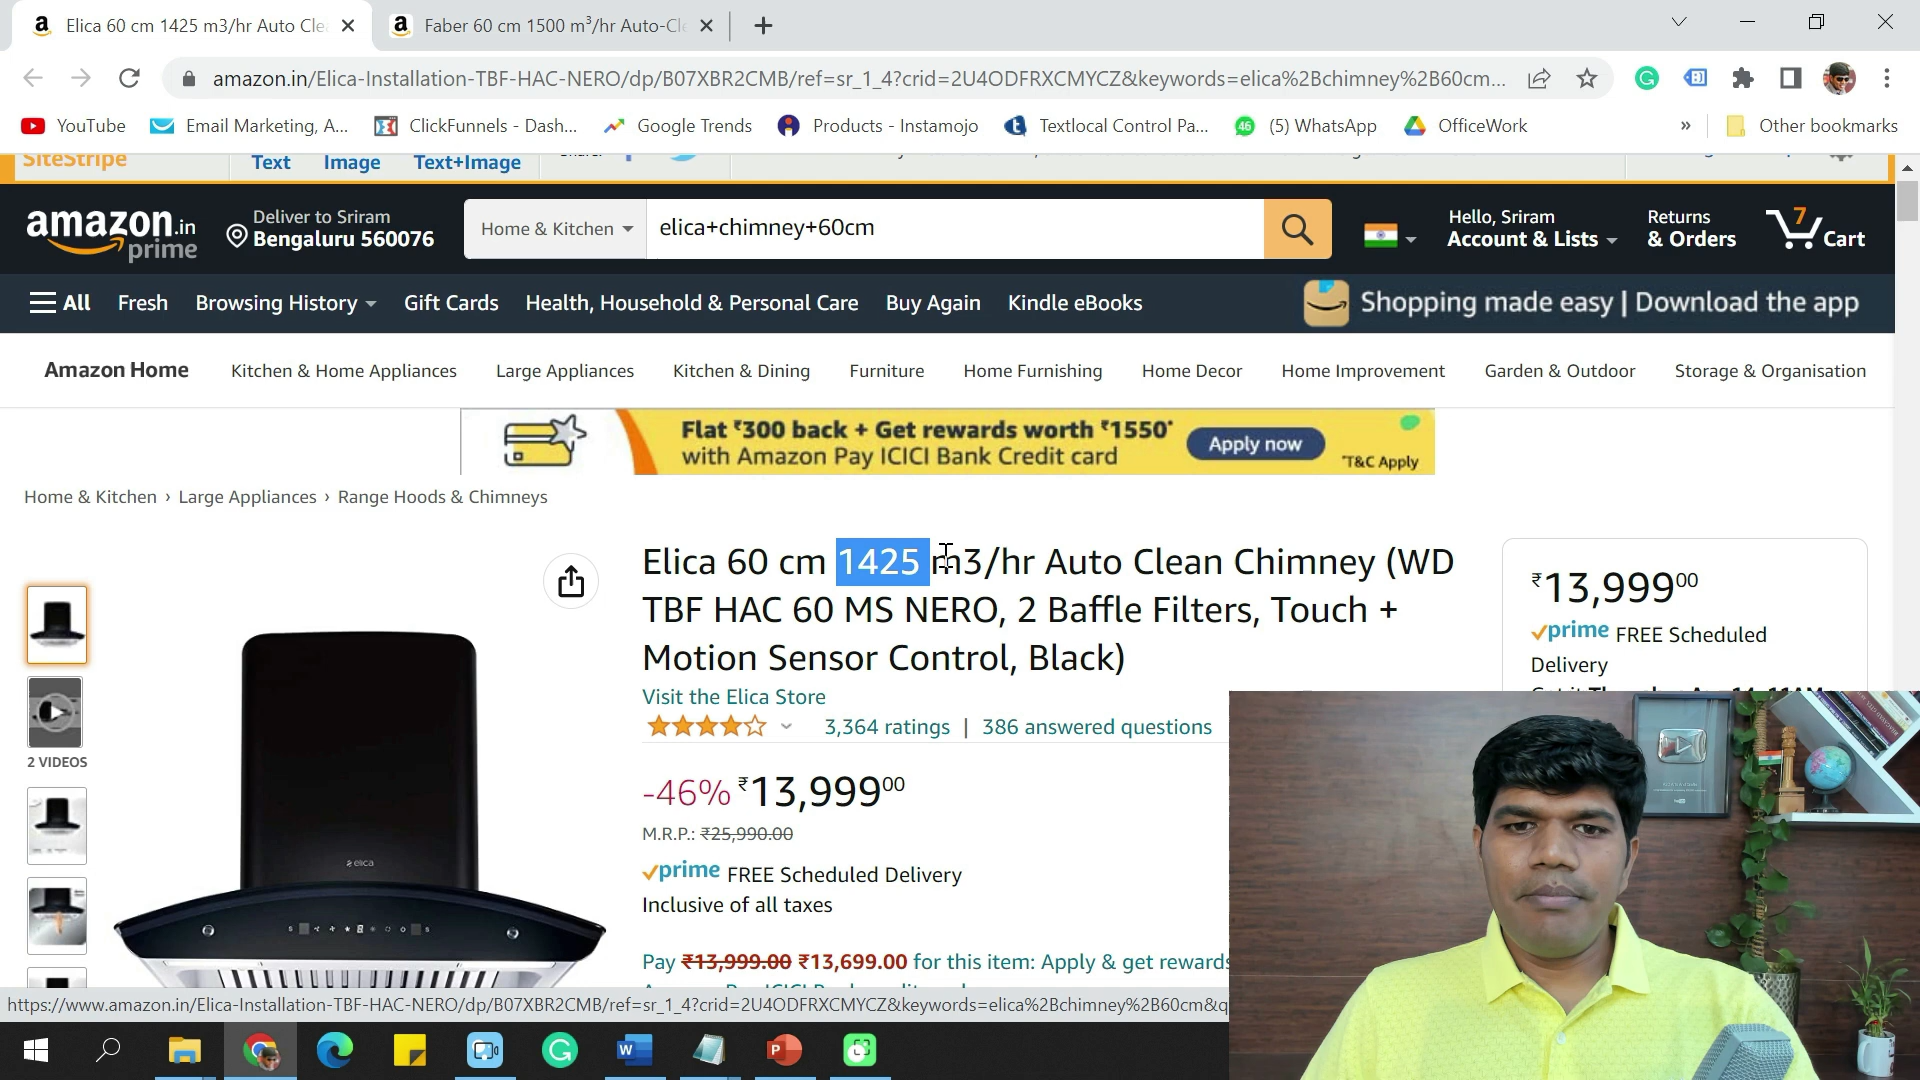 Elica 60 cm 1425 m3/hr Auto Cle
Faber 60 cm 1500 m³/hr Auto-Cle
amazon.in/Elica-Installation-TBF-HAC-NERO/dp/B07XBR2CMB/ref=sr_1_4?crid=2U4ODFRXCMYCZ&keywords=elica%2Bchimney%2B60cm...
YouTube
Email Marketing, A...
ClickFunnels - Dash...
Google Trends
Products - Instamojo
Textlocal Control Pa...
46
(5) WhatsApp
OfficeWork
»
Other bookmarks
SiteStripe
Text
Image
Text+Image
amazon.in
prime
Deliver to Sriram
Bengaluru 560076
Home & Kitchen
elica+chimney+60cm
Hello, Sriram
Account & Lists
Returns
& Orders
7
Cart
All
Fresh
Browsing History
Gift Cards
Health, Household & Personal Care
Buy Again
Kindle eBooks
Shopping made easy | Download the app
Amazon Home
Kitchen & Home Appliances
Large Appliances
Kitchen & Dining
Furniture
Home Furnishing
Home Decor
Home Improvement
Garden & Outdoor
Storage & Organisation
Flat ₹300 back + Get rewards worth ₹1550*
with Amazon Pay ICICI Bank Credit card
Apply now
*T&C Apply
Home & Kitchen › Large Appliances › Range Hoods & Chimneys
Elica 60 cm 1425 m3/hr Auto Clean Chimney (WD
TBF HAC 60 MS NERO, 2 Baffle Filters, Touch +
Motion Sensor Control, Black)
Visit the Elica Store
3,364 ratings | 386 answered questions
-46% ₹13,999⁰⁰
M.R.P.: ₹25,990.00
prime FREE Scheduled Delivery
Inclusive of all taxes
Pay ₹13,999.00 ₹13,699.00 for this item: Apply & get rewards
₹13,999⁰⁰
prime FREE Scheduled
Delivery
2 VIDEOS
elica
https://www.amazon.in/Elica-Installation-TBF-HAC-NERO/dp/B07XBR2CMB/ref=sr_1_4?crid=2U4ODFRXCMYCZ&keywords=elica%2Bchimney%2B60cm&q